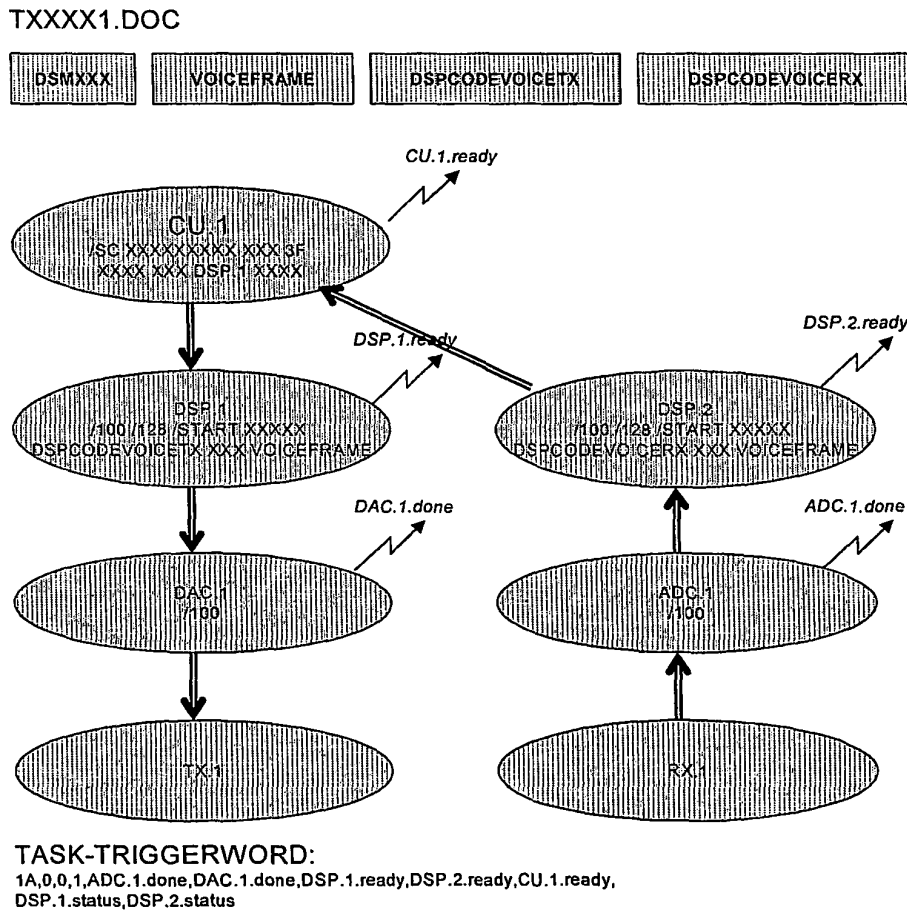 TXXXX1.DOC
DSMXXX VOICEFRAME DSPCODEVOICETX DSPCODEVOICERX
CU.1.ready
CU.1
/SC XXXXXXXXX XXX 3F
XXXX XXX DSP.1 XXXX
DSP.1.ready
DSP.2.ready
DSP.1
/100 /128 /START XXXXX
DSPCODEVOICETX XXX VOICEFRAME
DSP.2
/100 /128 /START XXXXX
DSPCODEVOICERX XXX VOICEFRAME
DAC.1.done
ADC.1.done
DAC.1
/100
ADC.1
/100
TX.1
RX.1
TASK-TRIGGERWORD:
1A,0,0,1,ADC.1.done,DAC.1.done,DSP.1.ready,DSP.2.ready,CU.1.ready,
DSP.1.status,DSP.2.status